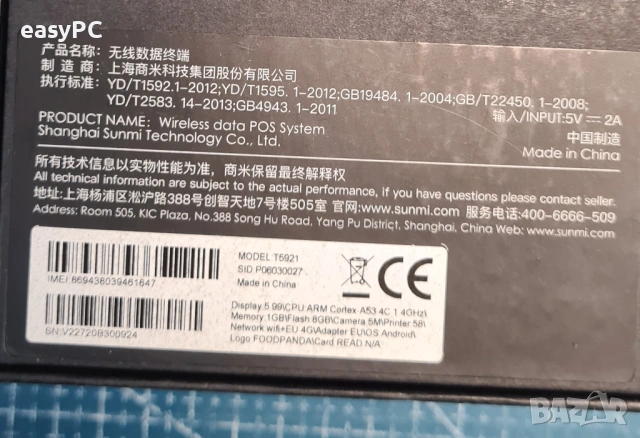 easyPC
产品名称：无线数据终端
制 造 商：上海商米科技集团股份有限公司
执行标准：YD/T1592.1-2012;YD/T1595. 1-2012;GB19484. 1-2004;GB/T22450. 1-2008;
YD/T2583. 14-2013;GB4943. 1-2011
输入/INPUT:5V⎓2A
PRODUCT NAME: Wireless data POS System
中国制造
Shanghai Sunmi Technology Co., Ltd.
Made in China
所有技术信息以实物性能为准，商米保留最终解释权
All technical information are subject to the actual performance, if you have questions please contact seller.
地址:上海杨浦区淞沪路388号创智天地7号楼505室 官网:www.sunmi.com 服务电话:400-6666-509
Address: Room 505, KIC Plaza, No.388 Song Hu Road, Yang Pu District, Shanghai, China Web: www.sunmi.com
MODEL T5921
SID P06030027
Made in China
IMEI:869436039461647
CE
Display 5.99\CPU ARM Cortex-A53 4C 1.4GHz\
Memory 1GB\Flash 8GB\Camera 5M\Printer 58\
Network wifi+EU 4G\Adapter EU\OS Android\
Logo FOODPANDA\Card READ N/A
SN:V22720B300924
BAZAR